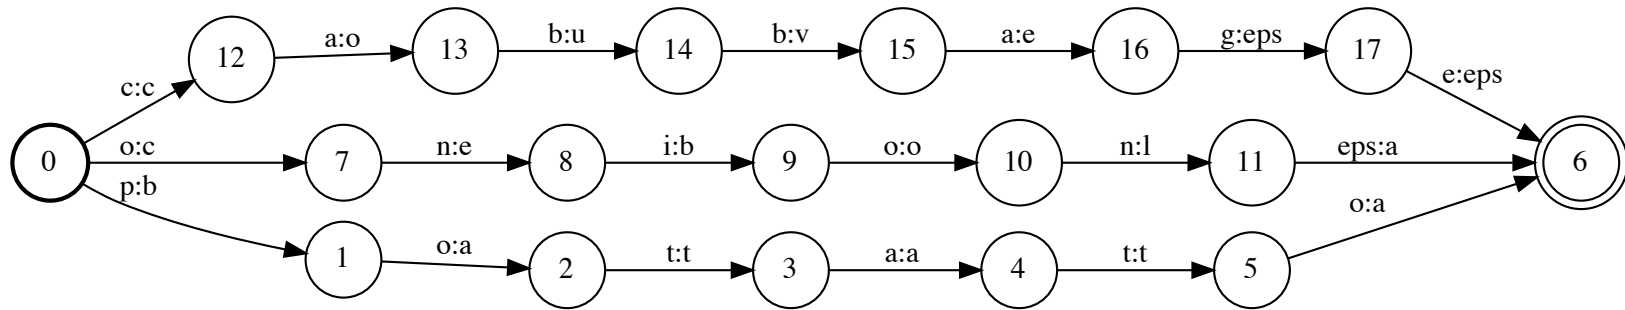 12 a:o 13 b:u 14 b:v 15 a:e 16 g:eps 17
c:c e:eps
0 o:c 7 n:e 8 i:b 9 o:o 10 n:l 11 eps:a 6
p:b o:a
1 o:a 2 t:t 3 a:a 4 t:t 5